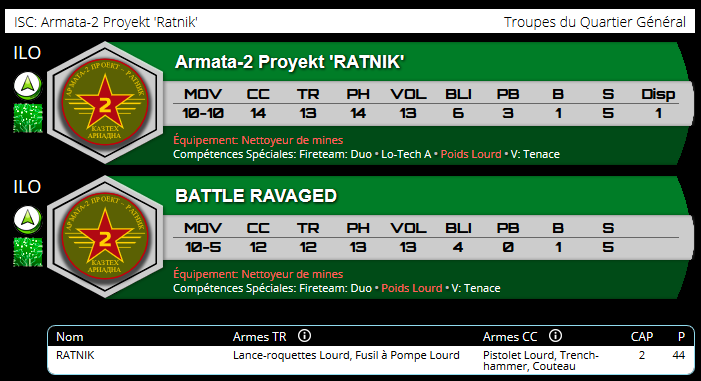 ISC: Armata-2 Proyekt 'Ratnik' Troupes du Quartier Général
ILO
АРМАТА-2 ПРОЕКТ - РАТНИК
2
КАЗТЕХ
АРИАДНА
Armata-2 Proyekt 'RATNIK'
MOV CC TR PH VOL BLI PB B S Disp
10-10 14 13 14 13 6 3 1 5 1
Équipement: Nettoyeur de mines
Compétences Spéciales: Fireteam: Duo • Lo-Tech A • Poids Lourd • V: Tenace
ILO
АРМАТА-2 ПРОЕКТ - РАТНИК
2
КАЗТЕХ
АРИАДНА
BATTLE RAVAGED
MOV CC TR PH VOL BLI PB B S
10-5 12 12 13 13 4 0 1 5
Équipement: Nettoyeur de mines
Compétences Spéciales: Fireteam: Duo • Poids Lourd • V: Tenace
Nom Armes TR Armes CC CAP P
RATNIK Lance-roquettes Lourd, Fusil à Pompe Lourd Pistolet Lourd, Trench- 2 44
hammer, Couteau